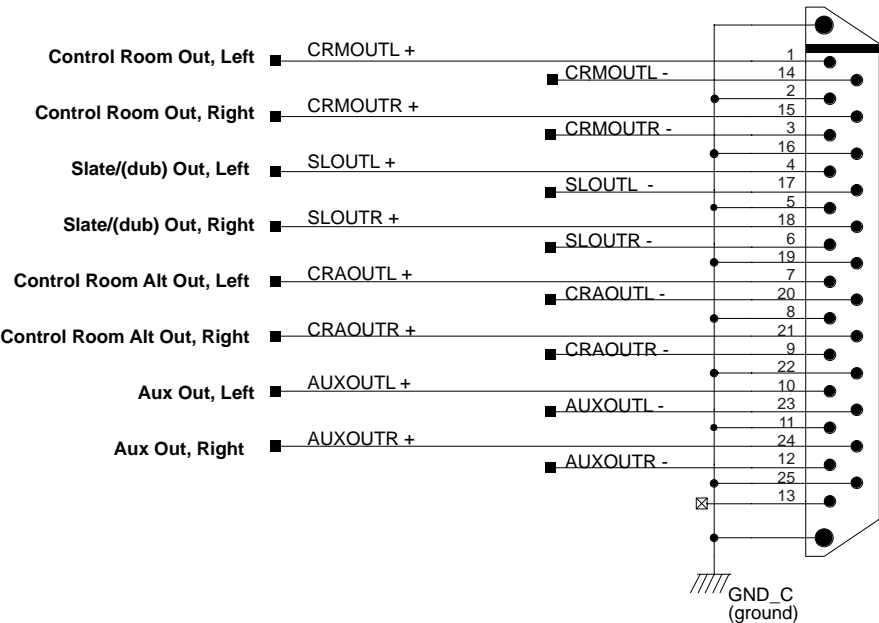 Control Room Out, Left CRMOUTL + 1
CRMOUTL - 14
2
Control Room Out, Right CRMOUTR + 15
CRMOUTR - 3
16
Slate/(dub) Out, Left SLOUTL + 4
SLOUTL - 17
5
Slate/(dub) Out, Right SLOUTR + 18
SLOUTR - 6
19
Control Room Alt Out, Left CRAOUTL + 7
CRAOUTL - 20
8
Control Room Alt Out, Right CRAOUTR + 21
CRAOUTR - 9
22
Aux Out, Left AUXOUTL + 10
AUXOUTL - 23
11
Aux Out, Right AUXOUTR + 24
AUXOUTR - 12
25
13
GND_C
(ground)